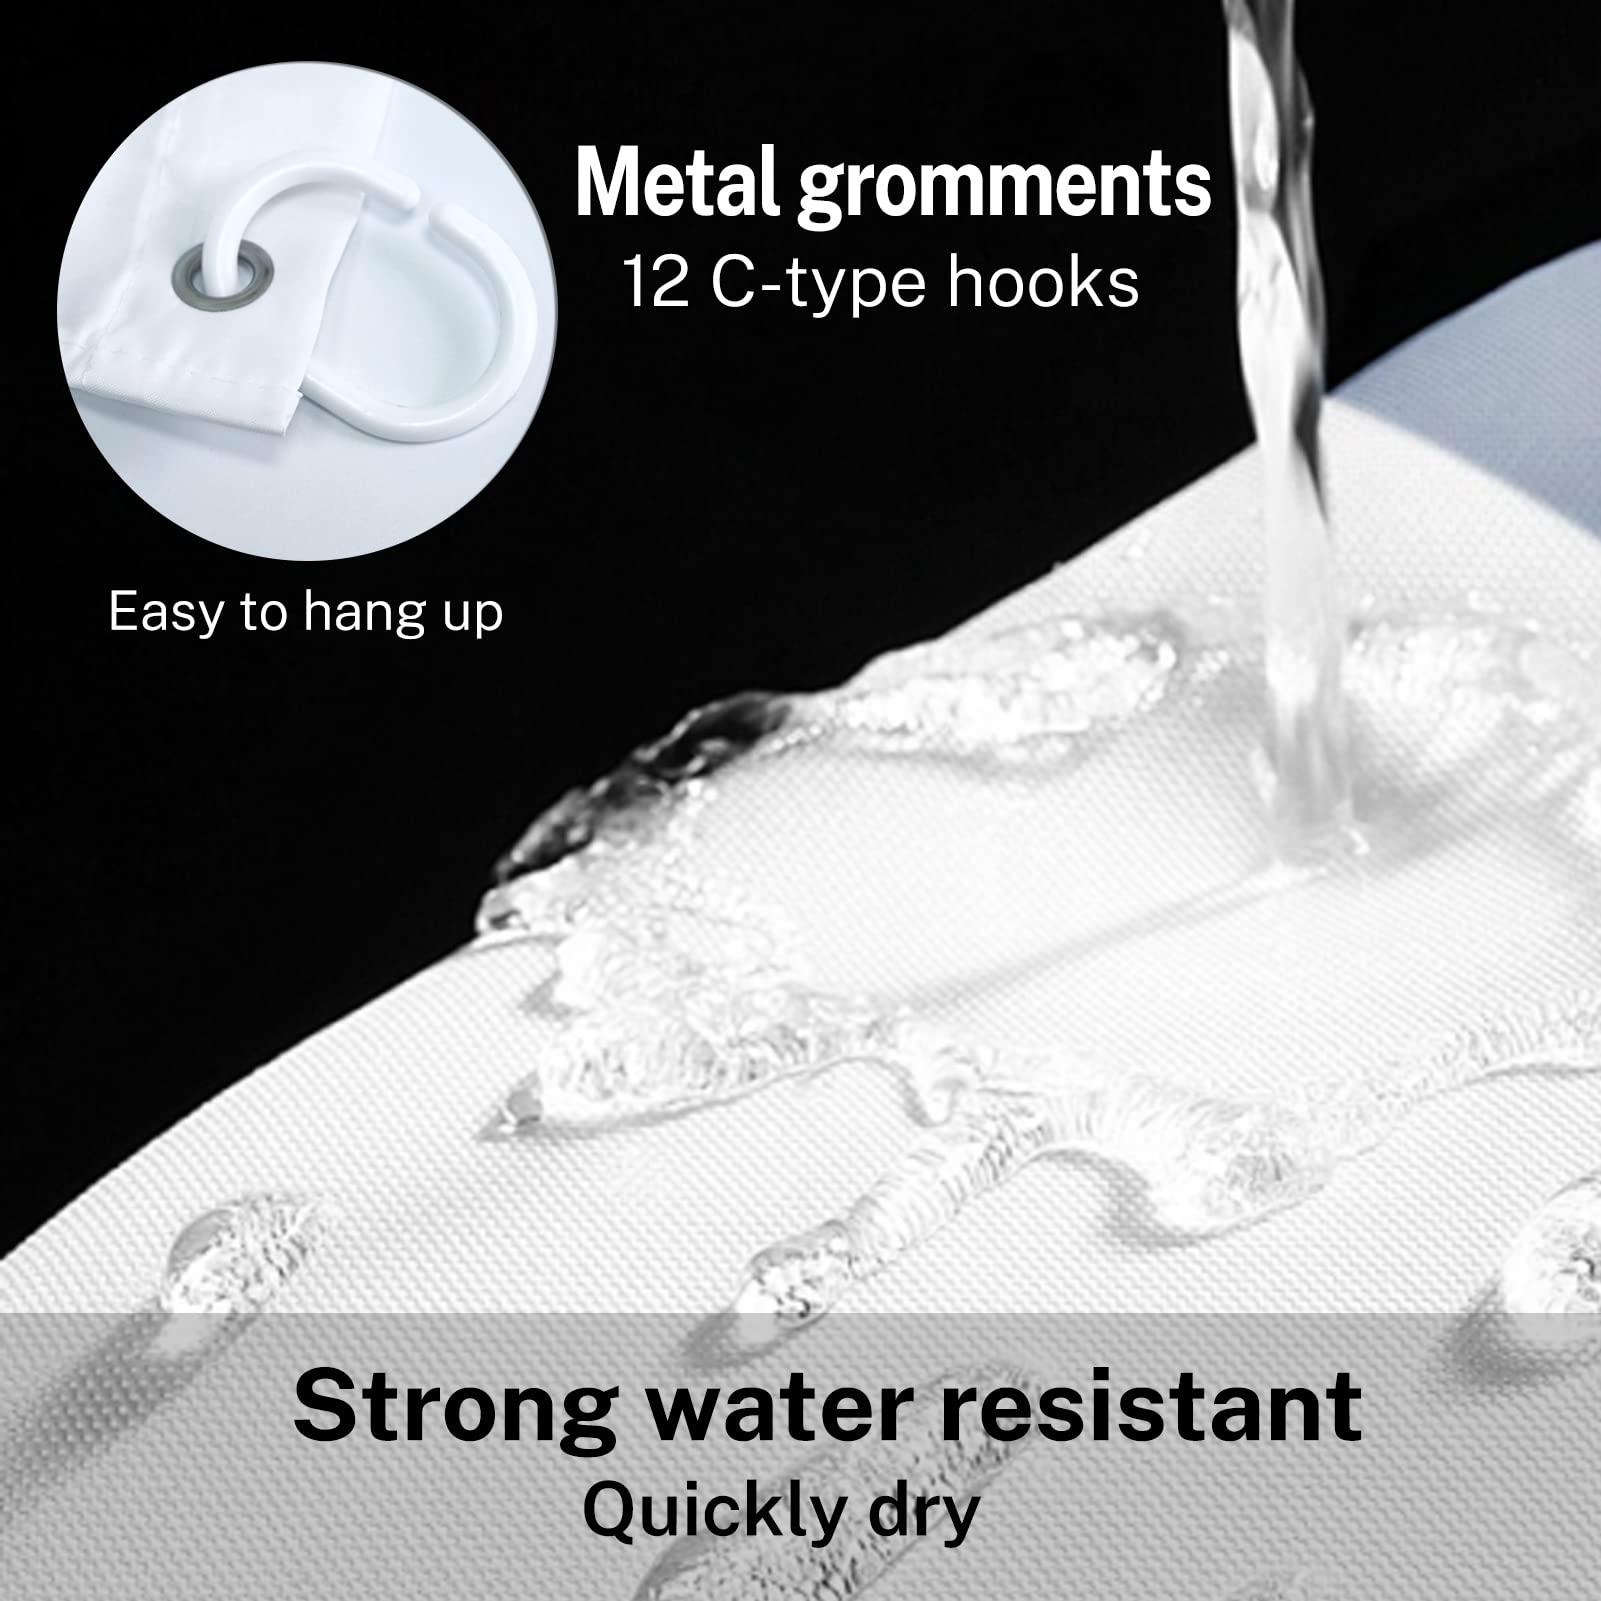 Metal gromments
12 C-type hooks
Easy to hang up
Strong water resistant
Quickly dry